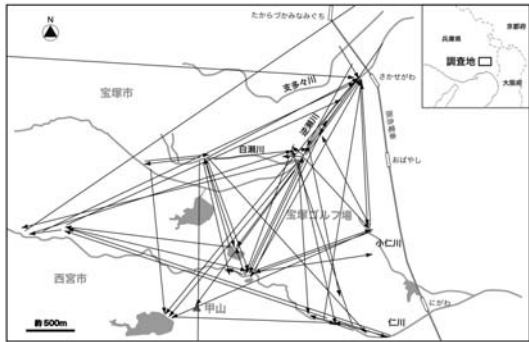 N
たからづかみなみぐち
兵庫県
京都府
調査地
大阪府
さかせがわ
支多々川
宝塚市
逆瀬川
阪急電車
白瀬川
おばやし
宝塚ゴルフ場
小仁川
西宮市
甲山
にがわ
仁川
約500m